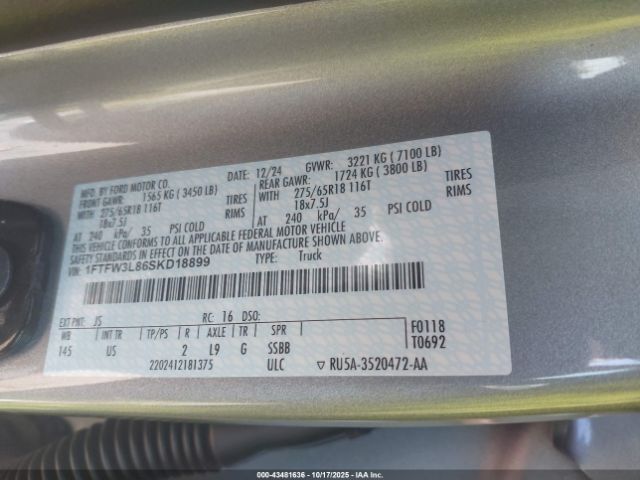 MFD. BY FORD MOTOR CO. DATE: 12/24 GVWR: 3221 KG ( 7100 LB)
FRONT GAWR: 1565 KG ( 3450 LB) REAR GAWR: 1724 KG ( 3800 LB)
WITH 275/65R18 116T TIRES WITH 275/65R18 116T TIRES
18x7.5J RIMS 18x7.5J RIMS
AT 240 kPa/ 35 PSI COLD AT 240 kPa/ 35 PSI COLD
THIS VEHICLE CONFORMS TO ALL APPLICABLE FEDERAL MOTOR VEHICLE
SAFETY STANDARDS IN EFFECT ON THE DATE OF MANUFACTURE SHOWN ABOVE.
VIN: 1FTFW3L86SKD18899 TYPE: Truck
EXT PNT: JS RC: 16 DSO: F0118
WB INT TR TP/PS R AXLE TR SPR T0692
145 US 2 L9 G SSBB
2202412181375 ULC ▽ RU5A-3520472-AA
000-43481636 - 10/17/2025 - © IAA Inc.